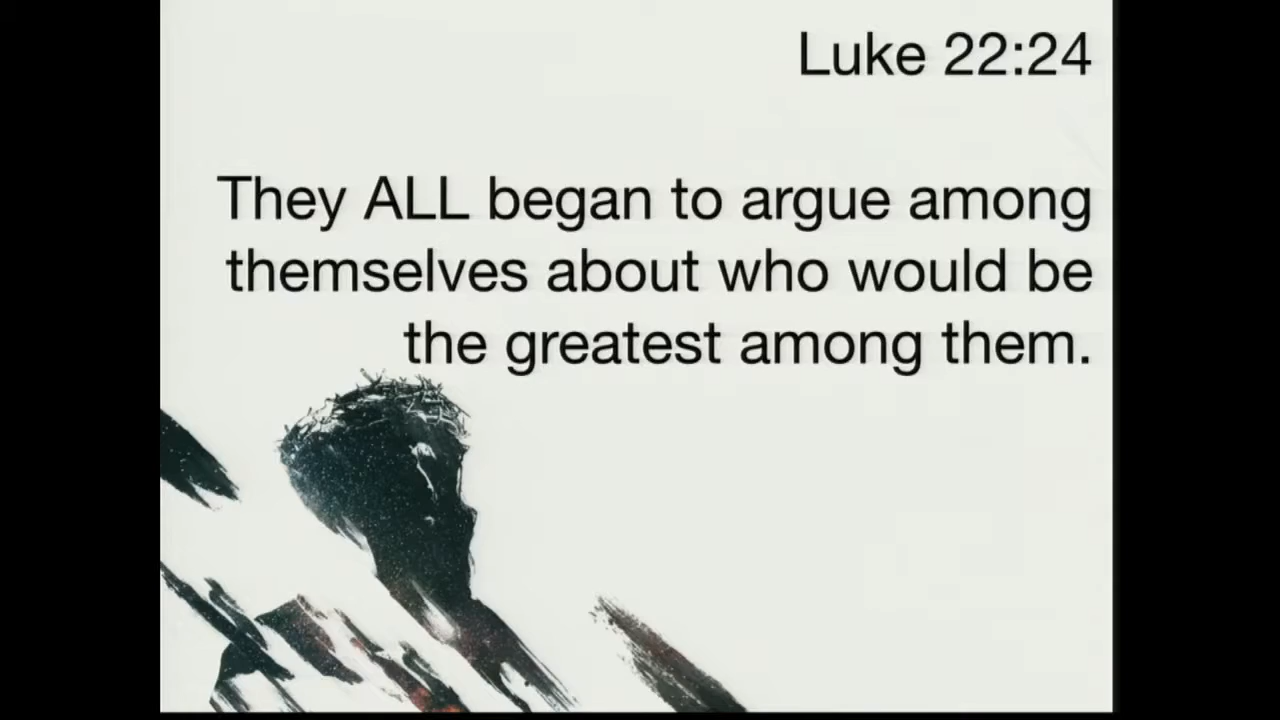 Luke 22:24
They ALL began to argue among
themselves about who would be
the greatest among them.